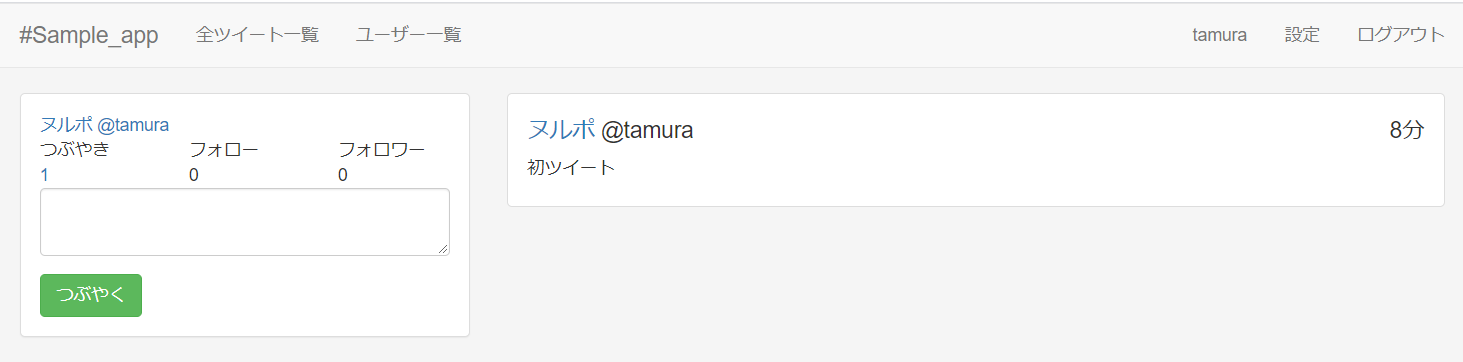 #Sample_app 全ツイート一覧 ユーザー一覧 tamura 設定 ログアウト
ヌルポ @tamura
つぶやき フォロー フォロワー
1 0 0
つぶやく
ヌルポ @tamura 8分
初ツイート